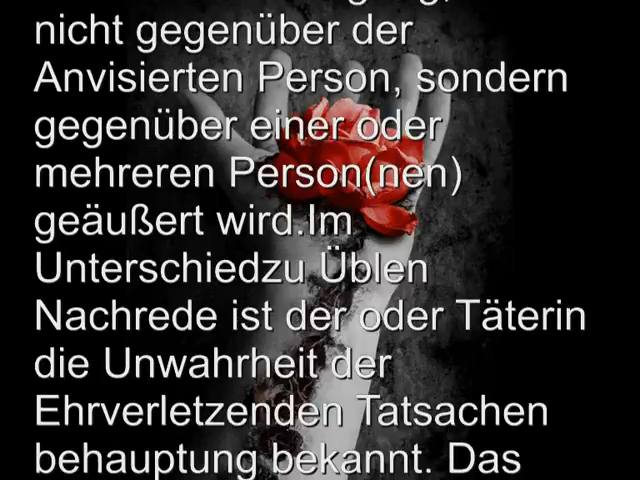 nicht gegenüber der
Anvisierten Person, sondern
gegenüber einer oder
mehreren Person(nen)
geäußert wird.Im
Unterschiedzu Üblen
Nachrede ist der oder Täterin
die Unwahrheit der
Ehrverletzenden Tatsachen
behauptung bekannt. Das